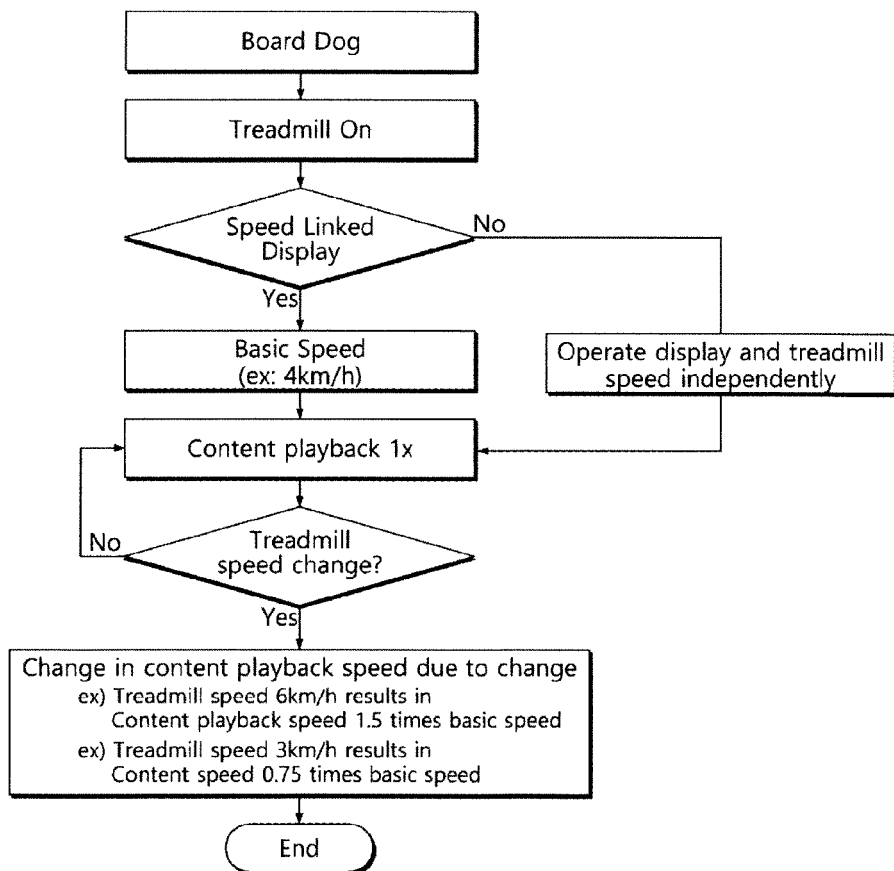 Board Dog
Treadmill On
Speed Linked
Display
No
Yes
Basic Speed
(ex: 4km/h)
Operate display and treadmill
speed independently
Content playback 1x
No
Treadmill
speed change?
Yes
Change in content playback speed due to change
ex) Treadmill speed 6km/h results in
Content playback speed 1.5 times basic speed
ex) Treadmill speed 3km/h results in
Content speed 0.75 times basic speed
End